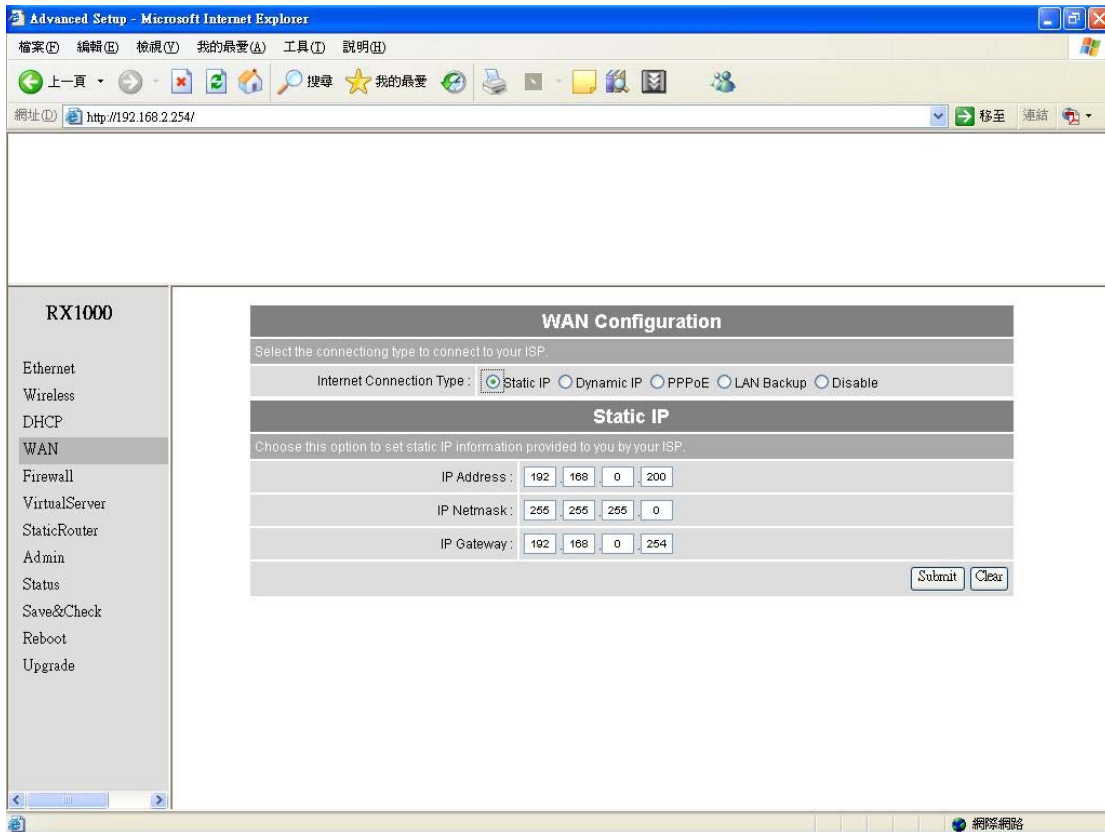 Advanced Setup - Microsoft Internet Explorer
檔案(F) 編輯(E) 檢視(V) 我的最愛(A) 工具(T) 說明(H)
上一頁 搜尋 我的最愛
網址(D) http://192.168.2.254/ 移至 連結
RX1000
Ethernet
Wireless
DHCP
WAN
Firewall
VirtualServer
StaticRouter
Admin
Status
Save&Check
Reboot
Upgrade
WAN Configuration
Select the connectiong type to connect to your ISP.
Internet Connection Type : Static IP Dynamic IP PPPoE LAN Backup Disable
Static IP
Choose this option to set static IP information provided to you by your ISP.
IP Address : 192 . 168 . 0 . 200
IP Netmask : 255 . 255 . 255 . 0
IP Gateway : 192 . 168 . 0 . 254
Submit Clear
網際網路